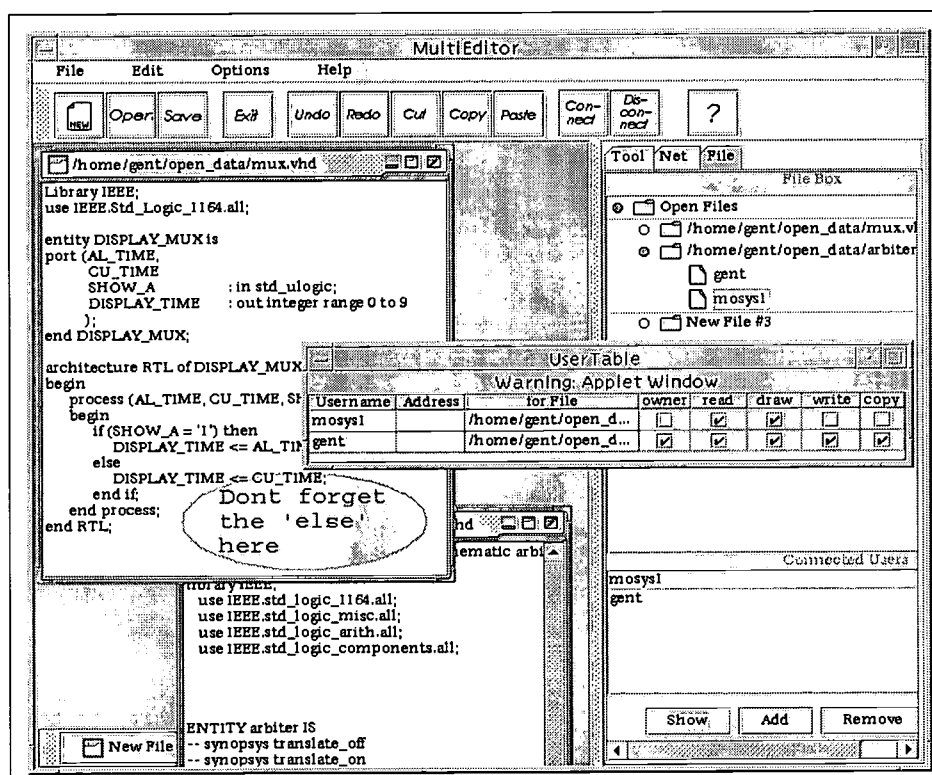 MultiEditor
File Edit Options Help
NEW Open Save Exit Undo Redo Cut Copy Paste Con-nect Dis-con-nect ?
/home/gent/open_data/mux.vhd
Library IEEE;
use IEEE.Std_Logic_1164.all;
entity DISPLAY_MUX is
port (AL_TIME,
CU_TIME
SHOW_A : in std_ulogic;
DISPLAY_TIME : out integer range 0 to 9
);
end DISPLAY_MUX;
architecture RTL of DISPLAY_MUX
begin
process (AL_TIME, CU_TIME, SH
begin
if (SHOW_A = '1') then
DISPLAY_TIME <= AL_TIM
else
DISPLAY_TIME <= CU_TIME;
end if;
end process;
end RTL;
Dont forget
the 'else'
here
Tool Net File
File Box
Open Files
/home/gent/open_data/mux.vh
/home/gent/open_data/arbiter
gent
mosys1
New File #3
UserTable
Warning: Applet Window
Username Address for File owner read draw write copy
mosys1 /home/gent/open_d...
gent /home/gent/open_d...
hd
hematic arbi
library IEEE;
use IEEE.std_logic_1164.all;
use IEEE.std_logic_misc.all;
use IEEE.std_logic_arith.all;
use IEEE.std_logic_components.all;
ENTITY arbiter IS
-- synopsys translate_off
-- synopsys translate_on
New File
Connected Users
mosys1
gent
Show Add Remove